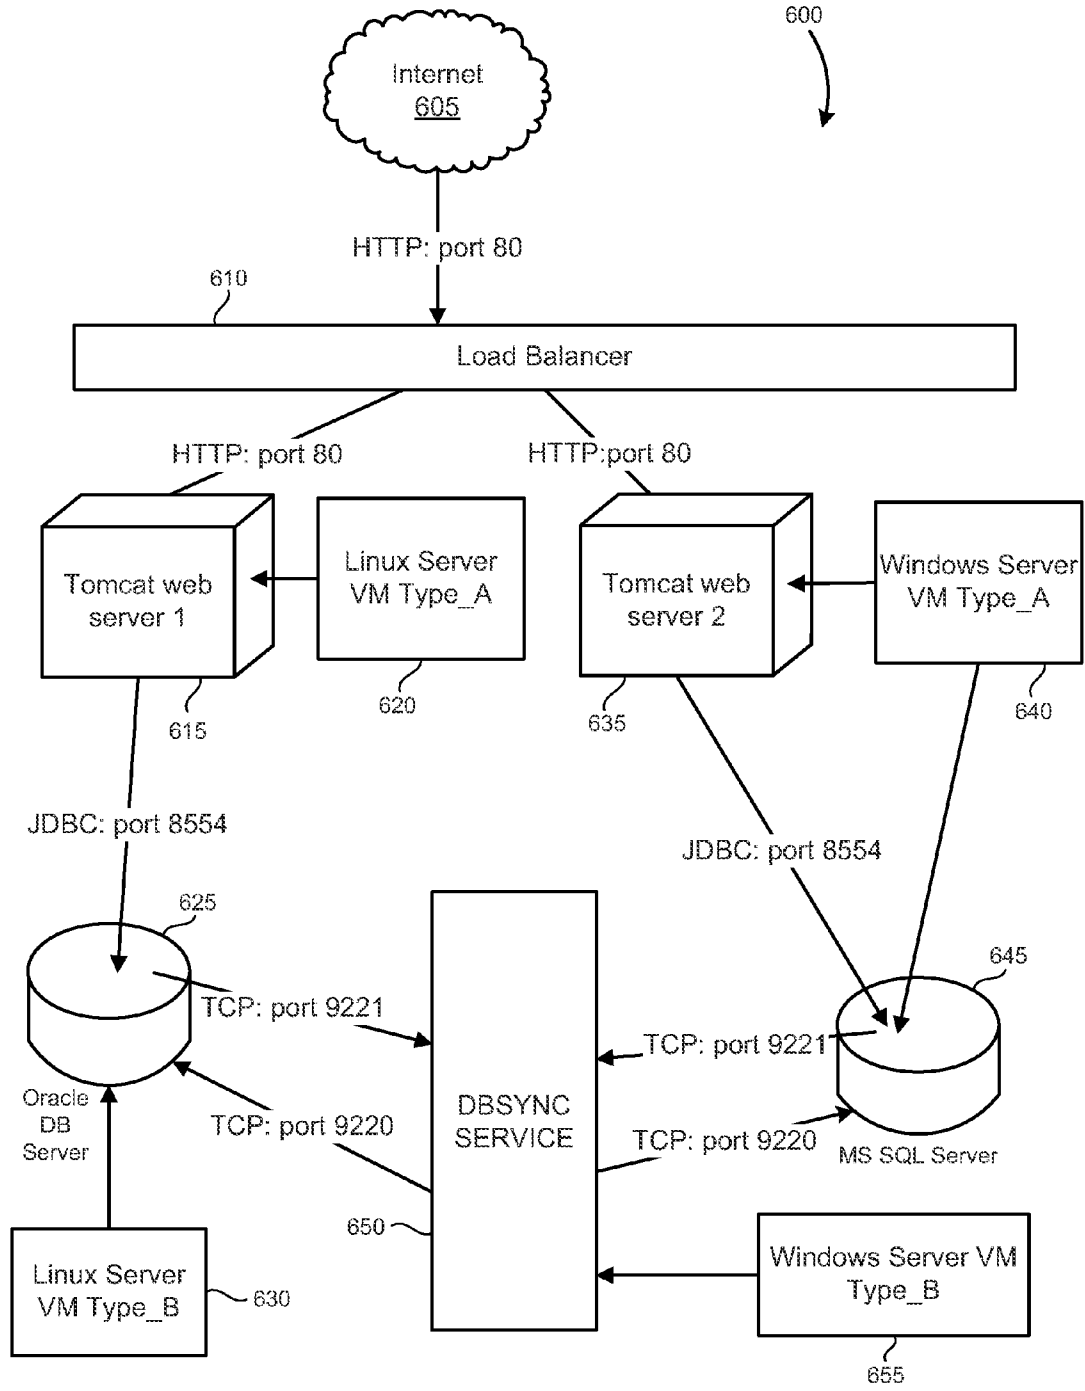 600
Internet
605
HTTP: port 80
610
Load Balancer
HTTP: port 80
HTTP:port 80
Tomcat web
server 1
Linux Server
VM Type_A
Tomcat web
server 2
Windows Server
VM Type_A
615
620
635
640
JDBC: port 8554
JDBC: port 8554
625
645
TCP: port 9221
TCP: port 9221
Oracle
DB
Server
TCP: port 9220
DBSYNC
SERVICE
TCP: port 9220
MS SQL Server
650
Linux Server
VM Type_B
630
Windows Server VM
Type_B
655